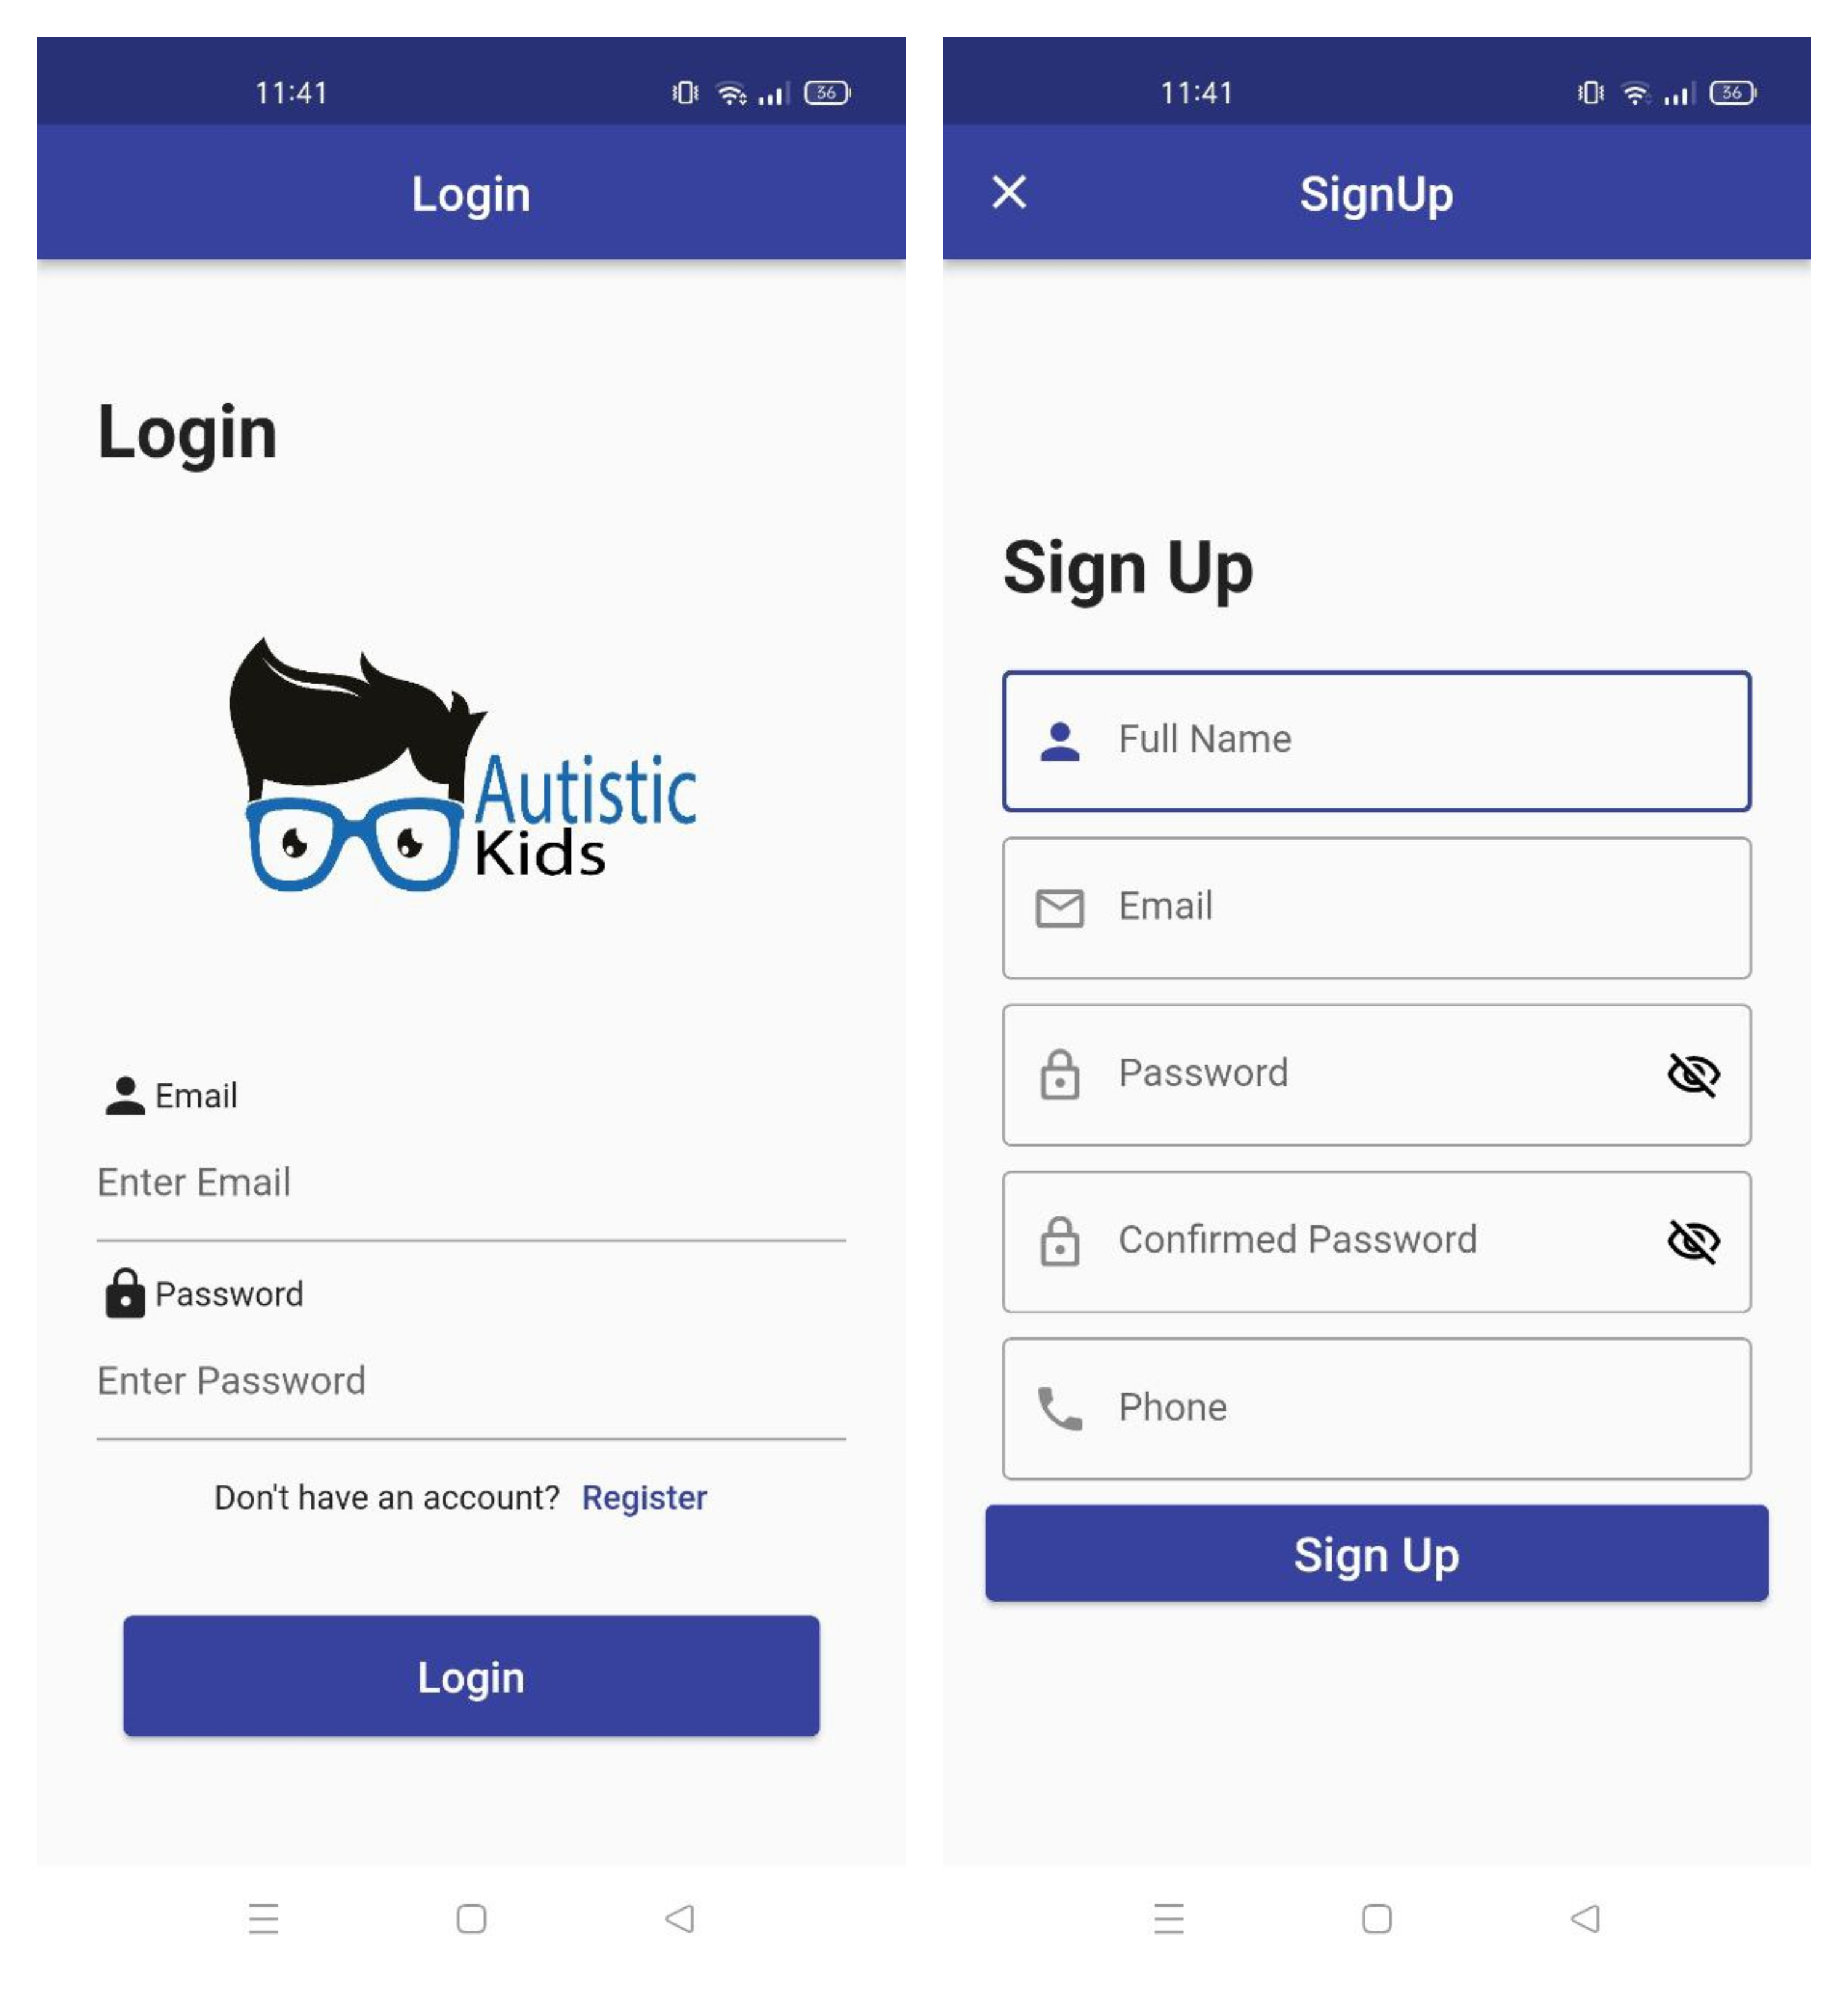 11:41
36
Login
Login
Autistic
Kids
Email
Enter Email
Password
Enter Password
Don't have an account? Register
Login
11:41
36
SignUp
Sign Up
Full Name
Email
Password
Confirmed Password
Phone
Sign Up